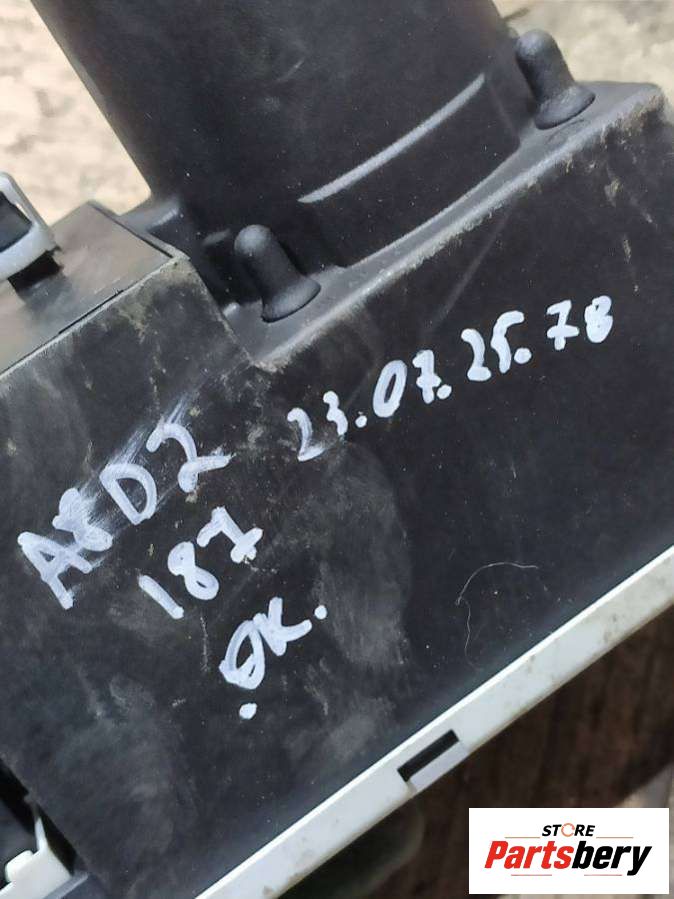 A8D2
23.07.25.78
187
.OK.
STORE
Partsbery